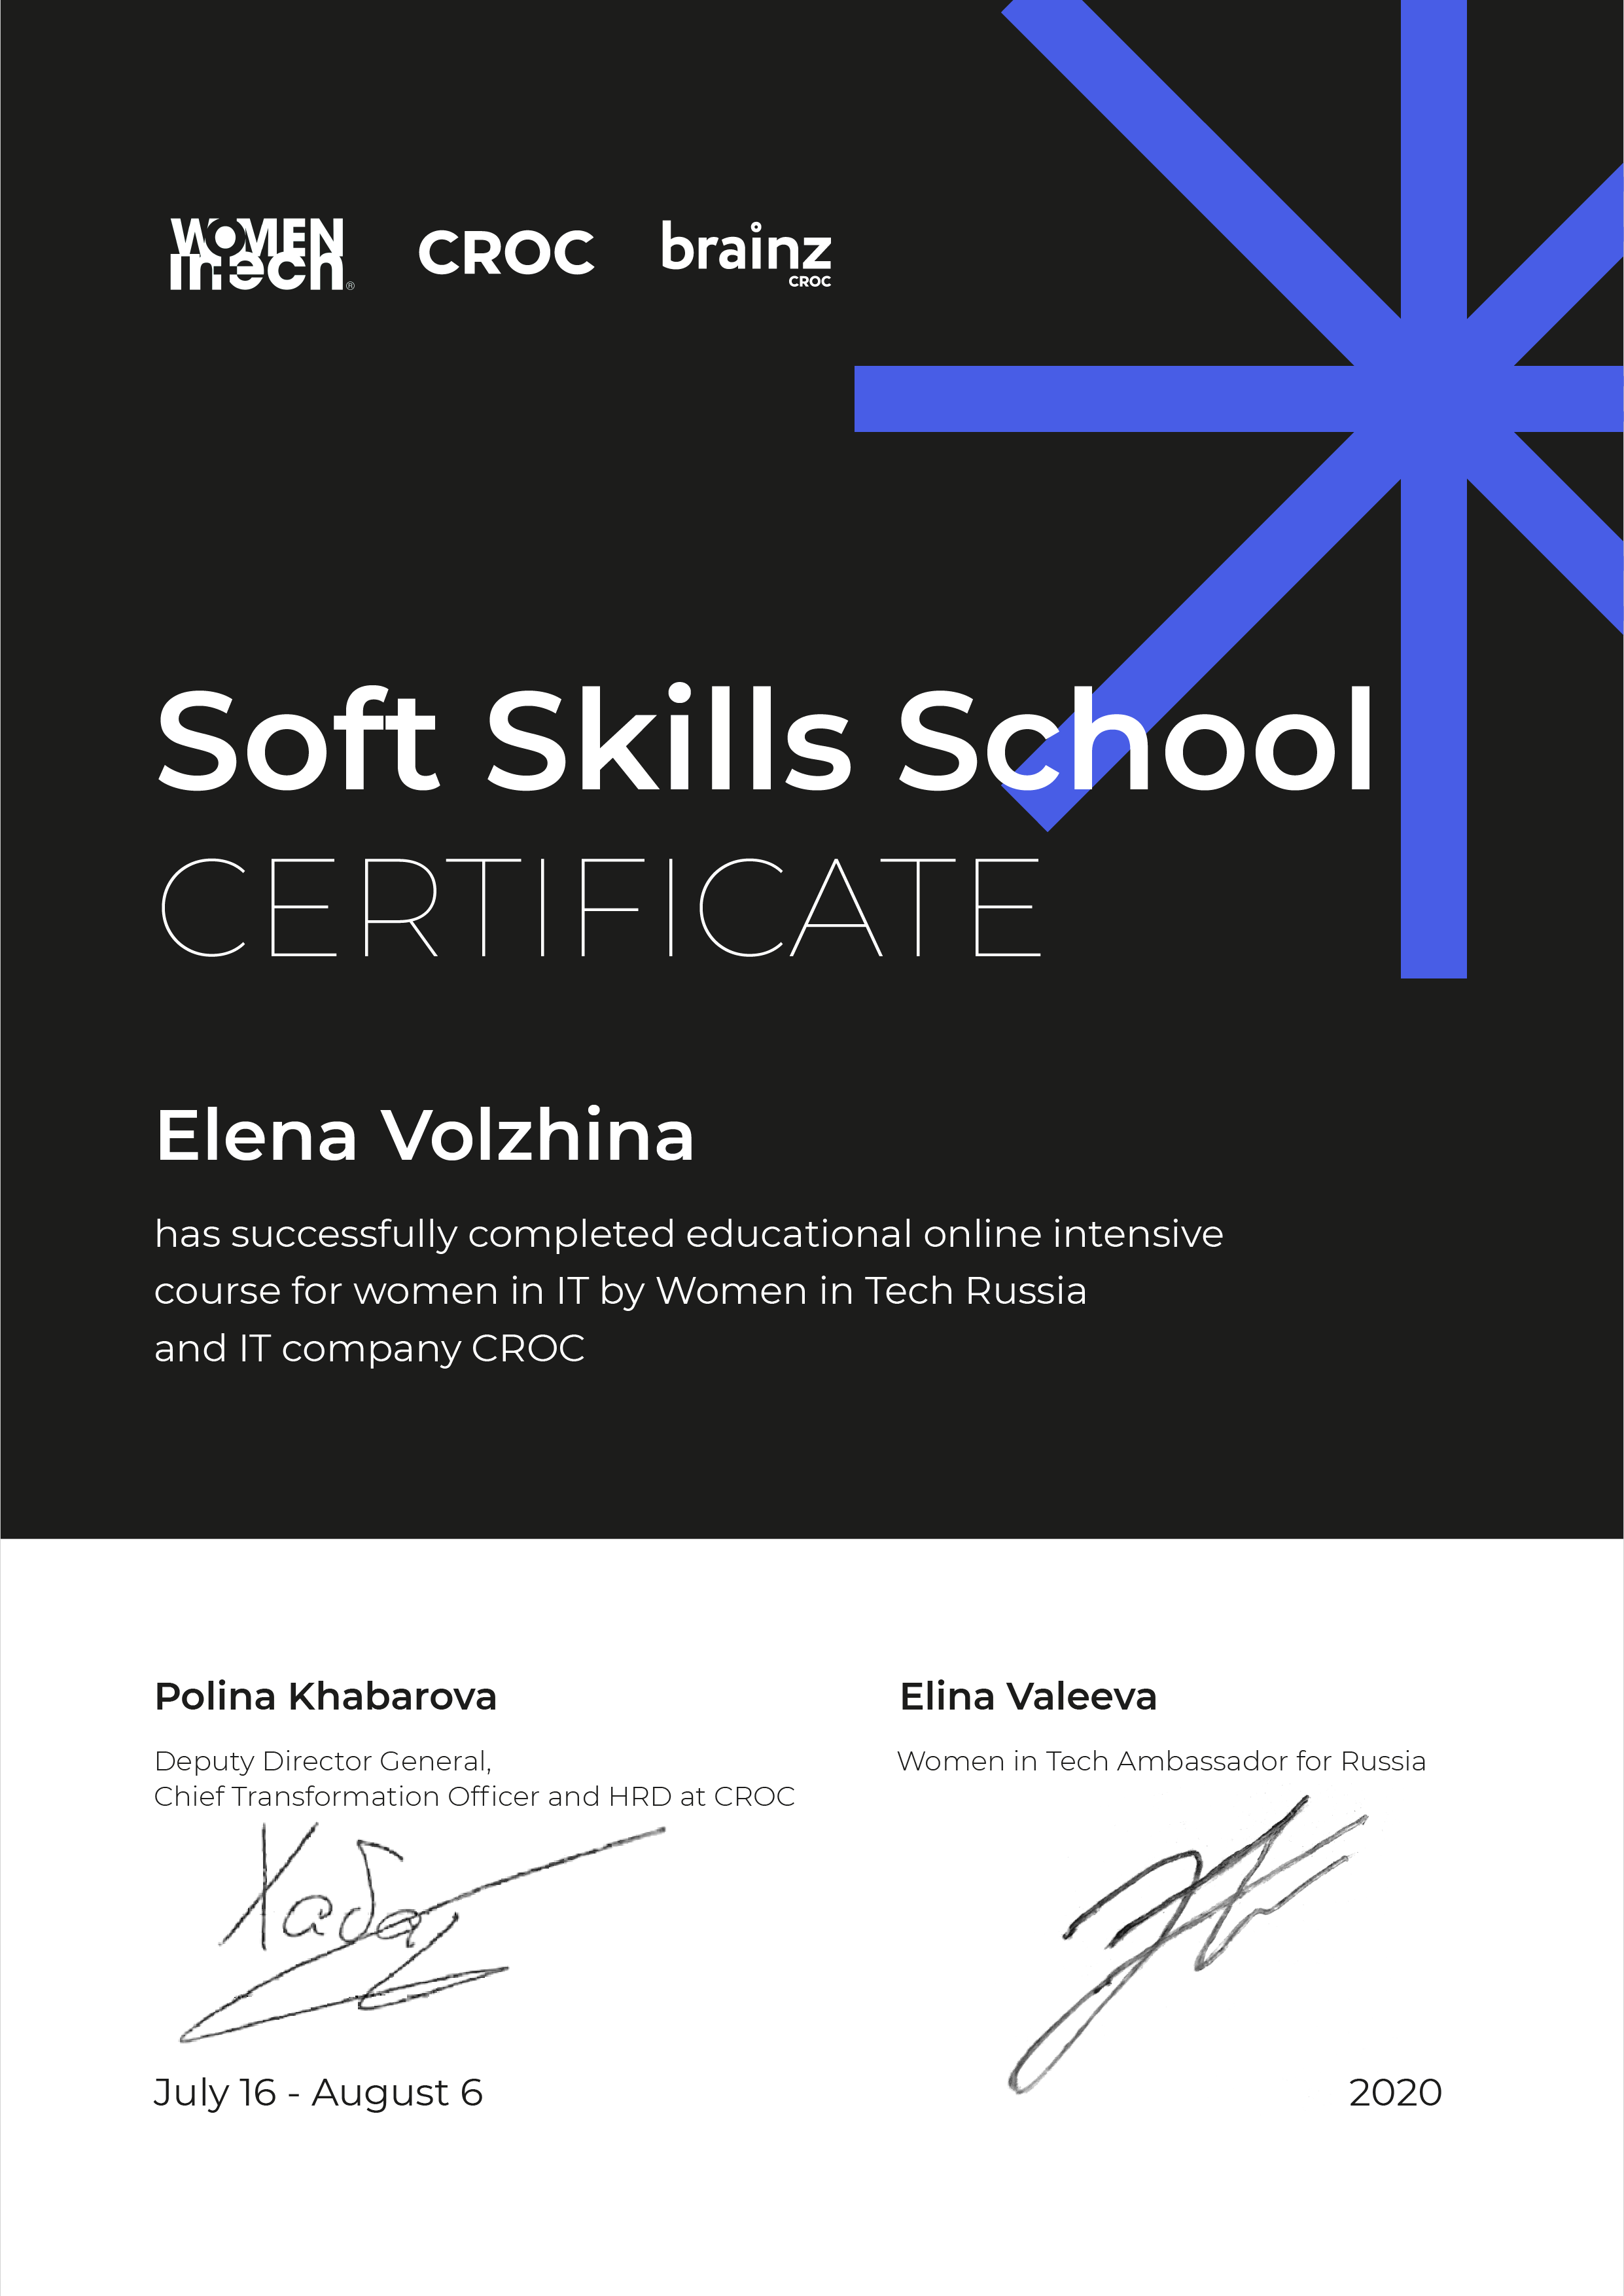 WOMEN
in tech®
CROC
brainz
CROC
Soft Skills School
CERTIFICATE
Elena Volzhina
has successfully completed educational online intensive
course for women in IT by Women in Tech Russia
and IT company CROC
Polina Khabarova
Deputy Director General,
Chief Transformation Officer and HRD at CROC
Elina Valeeva
Women in Tech Ambassador for Russia
July 16 - August 6
2020